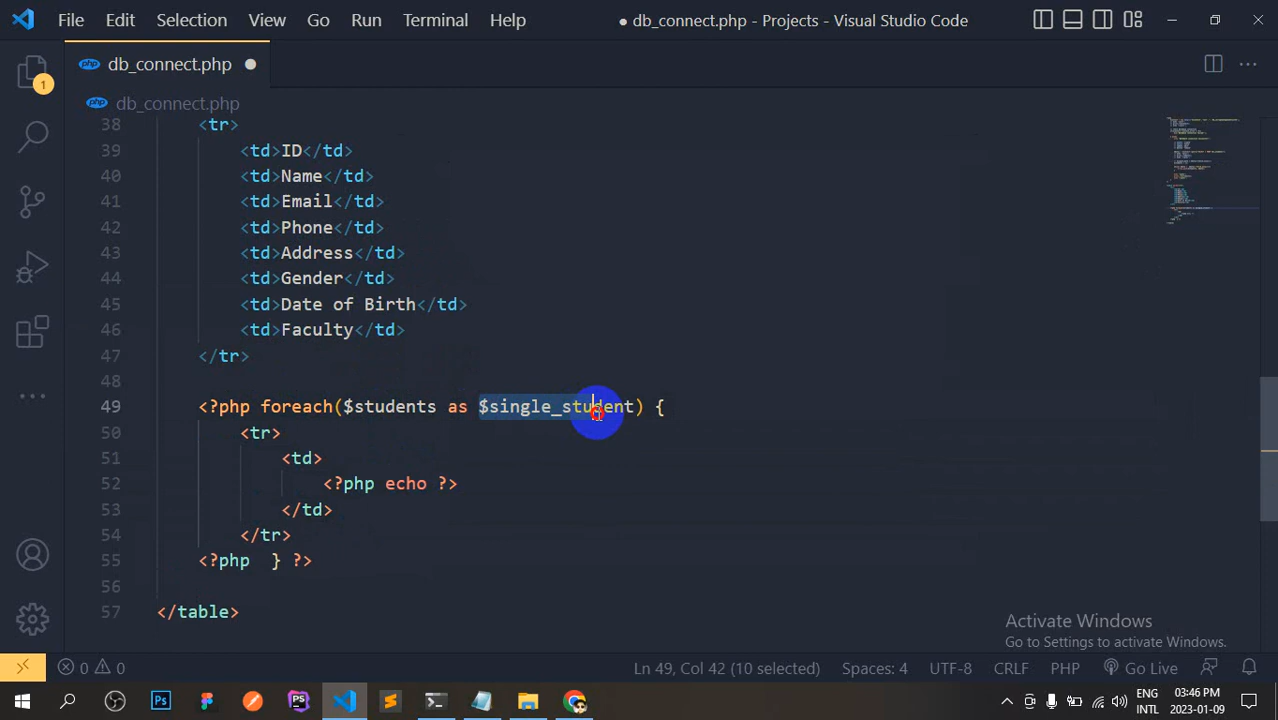 File Edit Selection View Go Run Terminal Help ● db_connect.php - Projects - Visual Studio Code
php db_connect.php
1
php db_connect.php
38 <tr>
39 <td>ID</td>
40 <td>Name</td>
41 <td>Email</td>
42 <td>Phone</td>
43 <td>Address</td>
44 <td>Gender</td>
45 <td>Date of Birth</td>
46 <td>Faculty</td>
47 </tr>
48
49 <?php foreach($students as $single_student) {
50 <tr>
51 <td>
52 <?php echo ?>
53 </td>
54 </tr>
55 <?php } ?>
56
57 </table>
Activate Windows
Go to Settings to activate Windows.
0 0 Ln 49, Col 42 (10 selected) Spaces: 4 UTF-8 CRLF PHP Go Live
Ps PS ENG 03:46 PM
INTL 2023-01-09